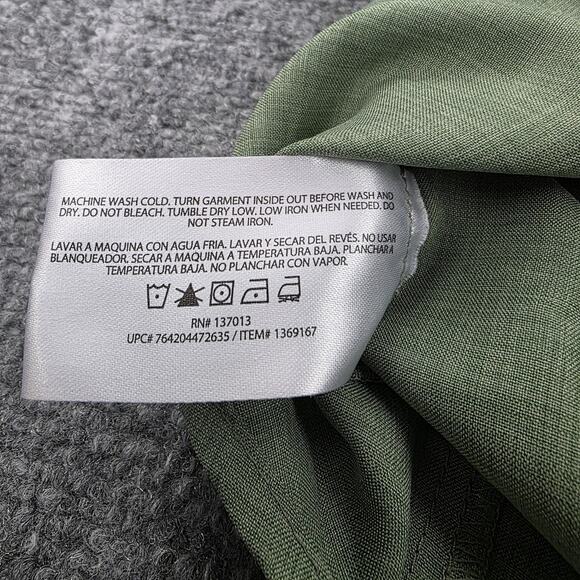 MACHINE WASH COLD. TURN GARMENT INSIDE OUT BEFORE WASH AND
DRY. DO NOT BLEACH. TUMBLE DRY LOW. LOW IRON WHEN NEEDED. DO
NOT STEAM IRON.
LAVAR A MAQUINA CON AGUA FRIA. LAVAR Y SECAR DEL REVÉS. NO USAR
BLANQUEADOR. SECAR A MAQUINA A TEMPERATURA BAJA. PLANCHAR A
TEMPERATURA BAJA. NO PLANCHAR CON VAPOR.
RN# 137013
UPC# 764204472635 / ITEM# 1369167